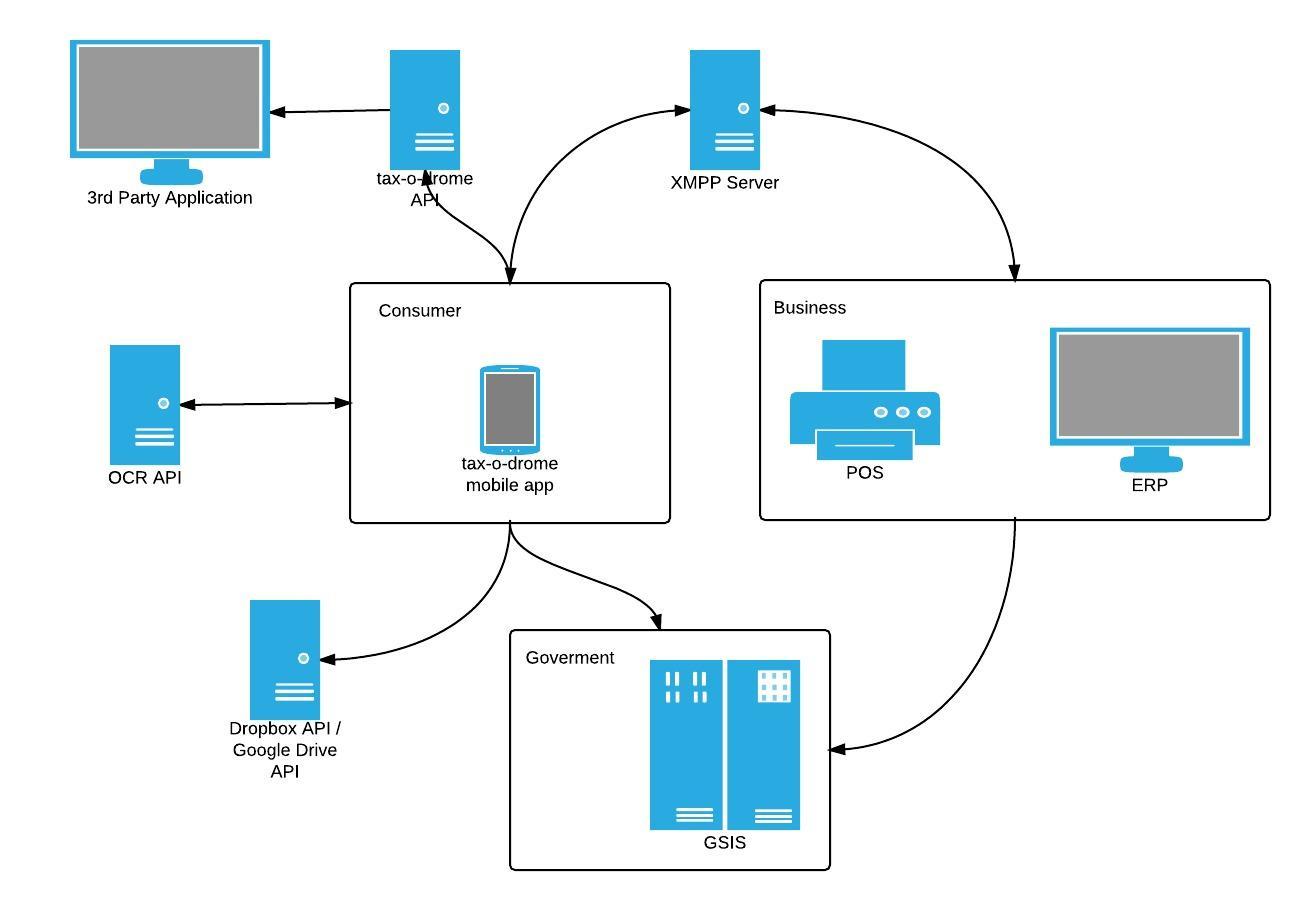 3rd Party Application
tax-o-drome
API
XMPP Server
Consumer
tax-o-drome
mobile app
Business
POS
ERP
OCR API
Dropbox API /
Google Drive
API
Goverment
GSIS